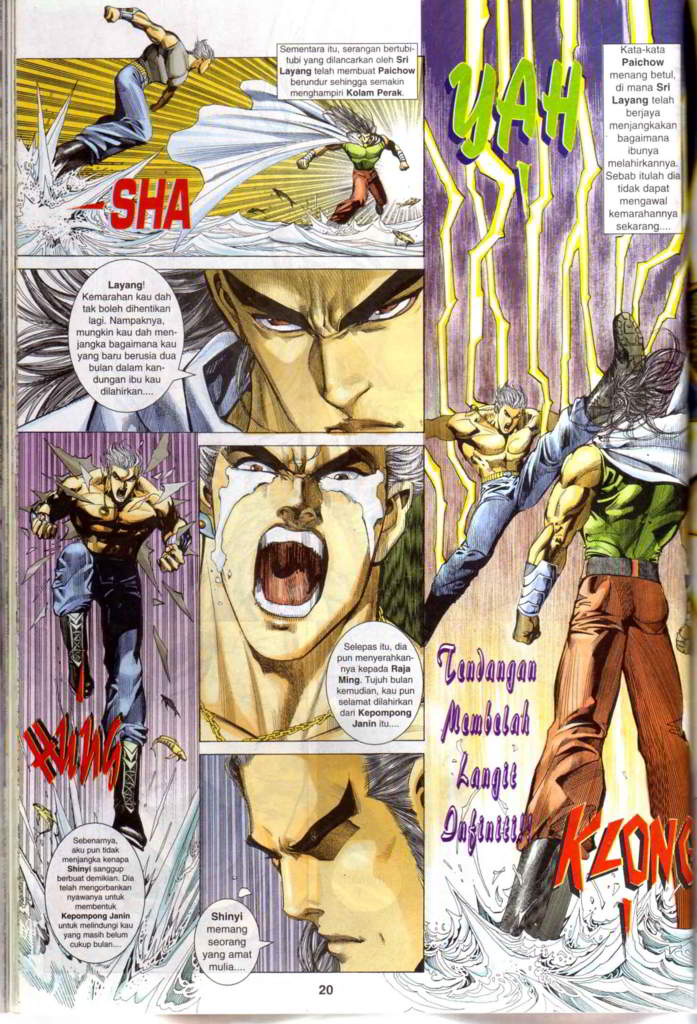 Sementara itu, serangan bertubi-
tubi yang dilancarkan oleh Sri
Layang telah membuat Paichow
berundur sehingga semakin
menghampiri Kolam Perak.
SHA
Layang!
Kemarahan kau dah
tak boleh dihentikan
lagi. Nampaknya,
mungkin kau dah men-
jangka bagaimana kau
yang baru berusia dua
bulan dalam kan-
dungan ibu kau
dilahirkan....
HUNG
!
Sebenarnya,
aku pun tidak
menjangka kenapa
Shinyi sanggup
berbuat demikian. Dia
telah mengorbankan
nyawanya untuk
membentuk
Kepompong Janin
untuk melindungi kau
yang masih belum
cukup bulan....
Selepas itu, dia
pun menyerahkan-
nya kepada Raja
Ming. Tujuh bulan
kemudian, kau pun
selamat dilahirkan
dari Kepompong
Janin itu....
Shinyi
memang
seorang
yang amat
mulia....
YAH
!
Kata-kata
Paichow
menang betul,
di mana Sri
Layang telah
berjaya
menjangkakan
bagaimana
ibunya
melahirkannya.
Sebab itulah dia
tidak dapat
mengawal
kemarahannya
sekarang....
Tendangan
Membelah
Langit
Infiniti!!
KLONG
!
20